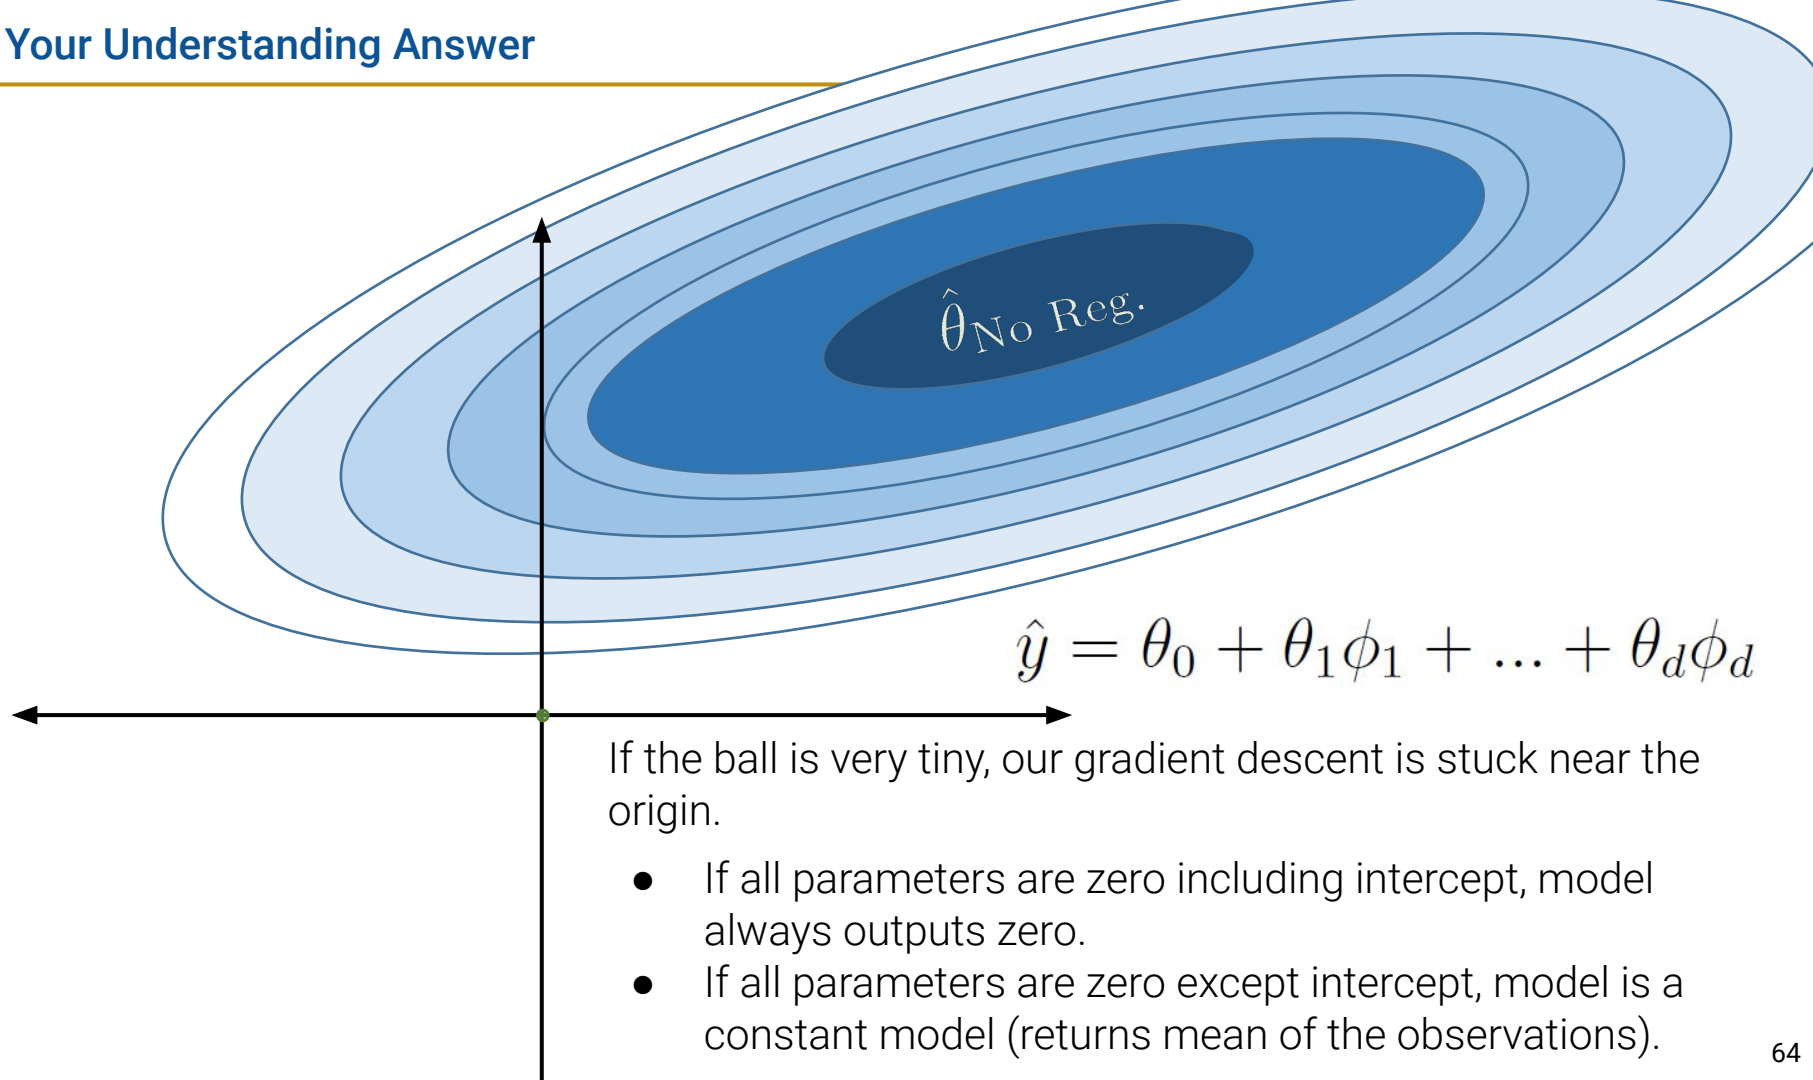 Your Understanding Answer
θ̂_No Reg.
ŷ = θ₀ + θ₁ϕ₁ + ... + θ_dϕ_d
If the ball is very tiny, our gradient descent is stuck near the
origin.
● If all parameters are zero including intercept, model
always outputs zero.
● If all parameters are zero except intercept, model is a
constant model (returns mean of the observations).
64